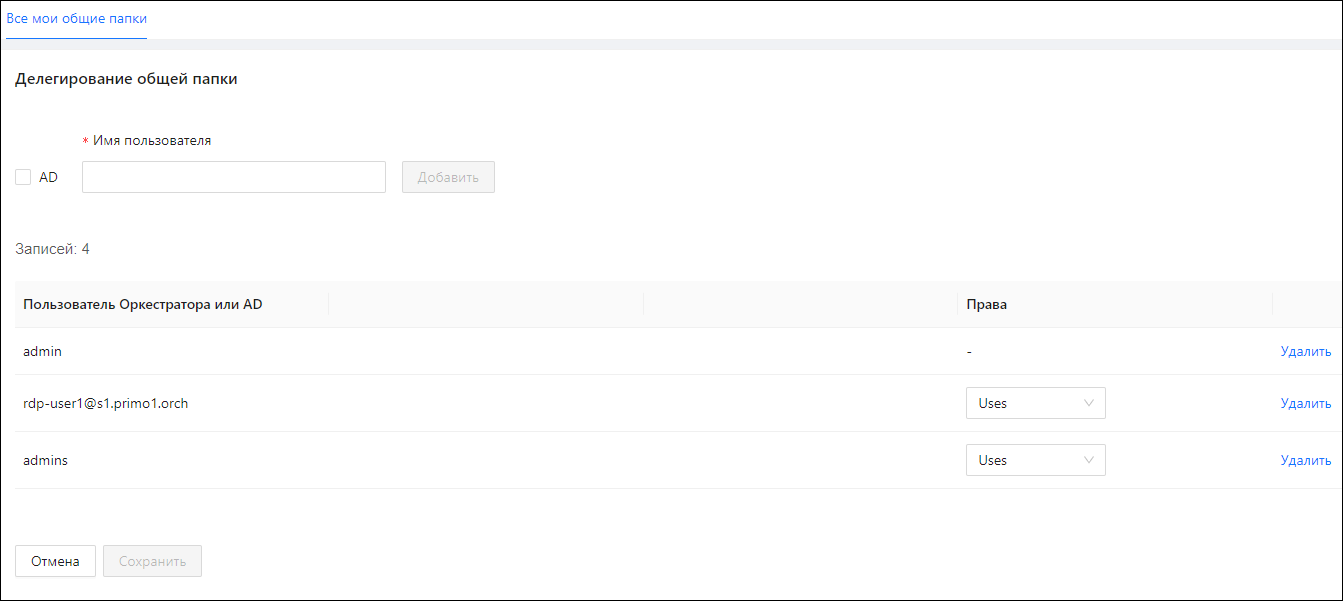 Все мои общие папки
Делегирование общей папки
* Имя пользователя
AD
Добавить
Записей: 4
Пользователь Оркестратора или AD Права
admin - Удалить
rdp-user1@s1.primo1.orch Uses Удалить
admins Uses Удалить
Отмена Сохранить